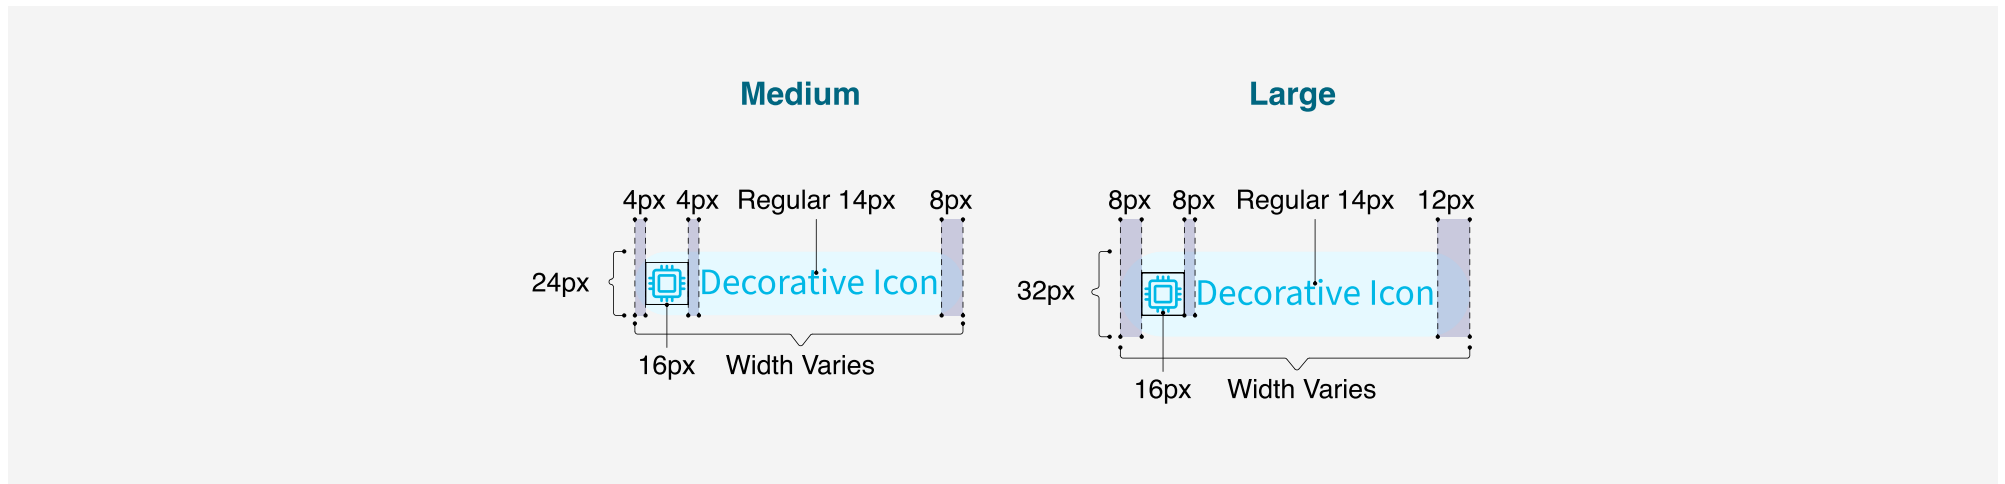 Medium
4px 4px Regular 14px 8px
24px
Decorative Icon
16px Width Varies
Large
8px 8px Regular 14px 12px
32px
Decorative Icon
16px Width Varies